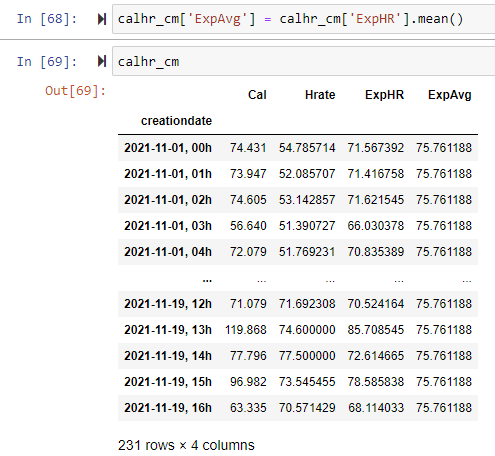 In [68]: calhr_cm['ExpAvg'] = calhr_cm['ExpHR'].mean()
In [69]: calhr_cm
Out[69]:
Cal Hrate ExpHR ExpAvg
creationdate
2021-11-01, 00h 74.431 54.785714 71.567392 75.761188
2021-11-01, 01h 73.947 52.085707 71.416758 75.761188
2021-11-01, 02h 74.605 53.142857 71.621545 75.761188
2021-11-01, 03h 56.640 51.390727 66.030378 75.761188
2021-11-01, 04h 72.079 51.769231 70.835389 75.761188
... ... ... ... ...
2021-11-19, 12h 71.079 71.692308 70.524164 75.761188
2021-11-19, 13h 119.868 74.600000 85.708545 75.761188
2021-11-19, 14h 77.796 77.500000 72.614665 75.761188
2021-11-19, 15h 96.982 73.545455 78.585838 75.761188
2021-11-19, 16h 63.335 70.571429 68.114033 75.761188
231 rows × 4 columns